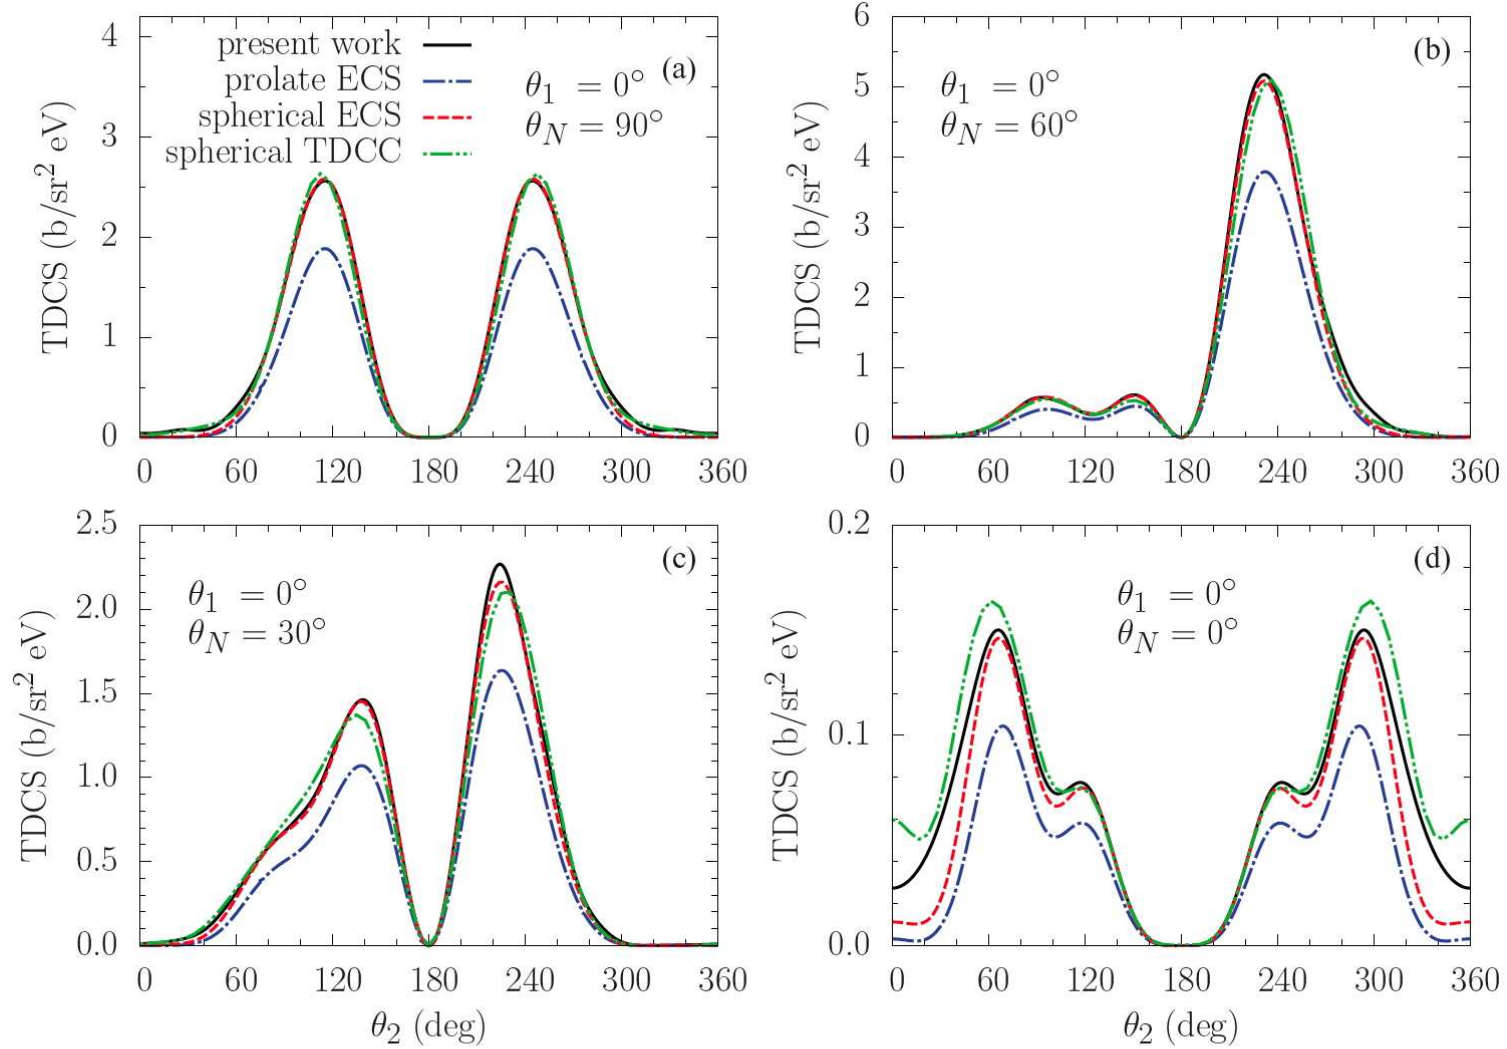 4
3
2
1
0
TDCS (b/sr² eV)
present work
prolate ECS
spherical ECS
spherical TDCC
(a)
θ₁ = 0°
θ_N = 90°
0 60 120 180 240 300 360
6
5
4
3
2
1
0
TDCS (b/sr² eV)
(b)
θ₁ = 0°
θ_N = 60°
0 60 120 180 240 300 360
2.5
2.0
1.5
1.0
0.5
0.0
TDCS (b/sr² eV)
(c)
θ₁ = 0°
θ_N = 30°
0 60 120 180 240 300 360
θ₂ (deg)
0.2
0.1
0.0
TDCS (b/sr² eV)
(d)
θ₁ = 0°
θ_N = 0°
0 60 120 180 240 300 360
θ₂ (deg)